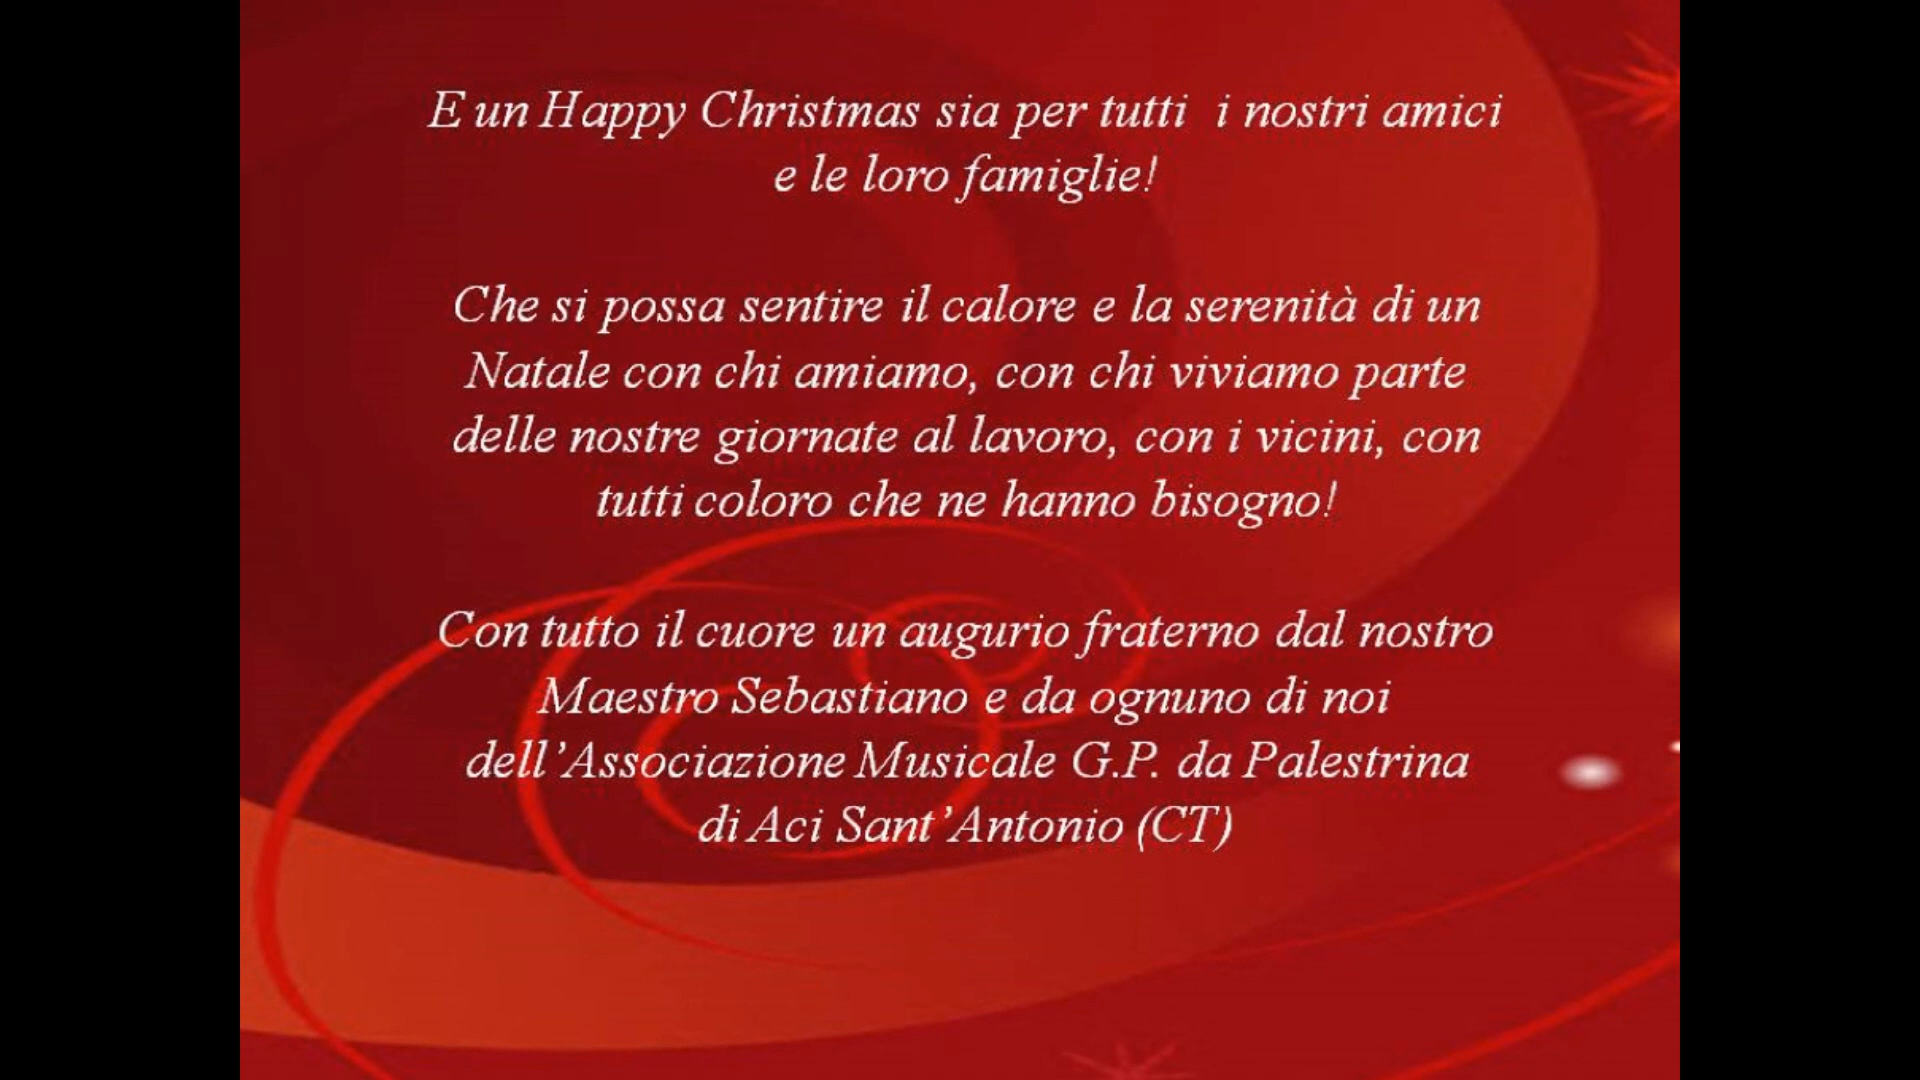 E un Happy Christmas sia per tutti i nostri amici
e le loro famiglie!
Che si possa sentire il calore e la serenità di un
Natale con chi amiamo, con chi viviamo parte
delle nostre giornate al lavoro, con i vicini, con
tutti coloro che ne hanno bisogno!
Con tutto il cuore un augurio fraterno dal nostro
Maestro Sebastiano e da ognuno di noi
dell’Associazione Musicale G.P. da Palestrina
di Aci Sant’Antonio (CT)